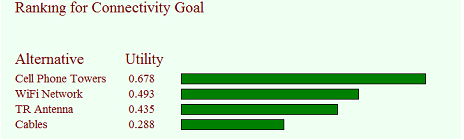 Ranking for Connectivity Goal
Alternative Utility
Cell Phone Towers 0.678
WiFi Network 0.493
TR Antenna 0.435
Cables 0.288